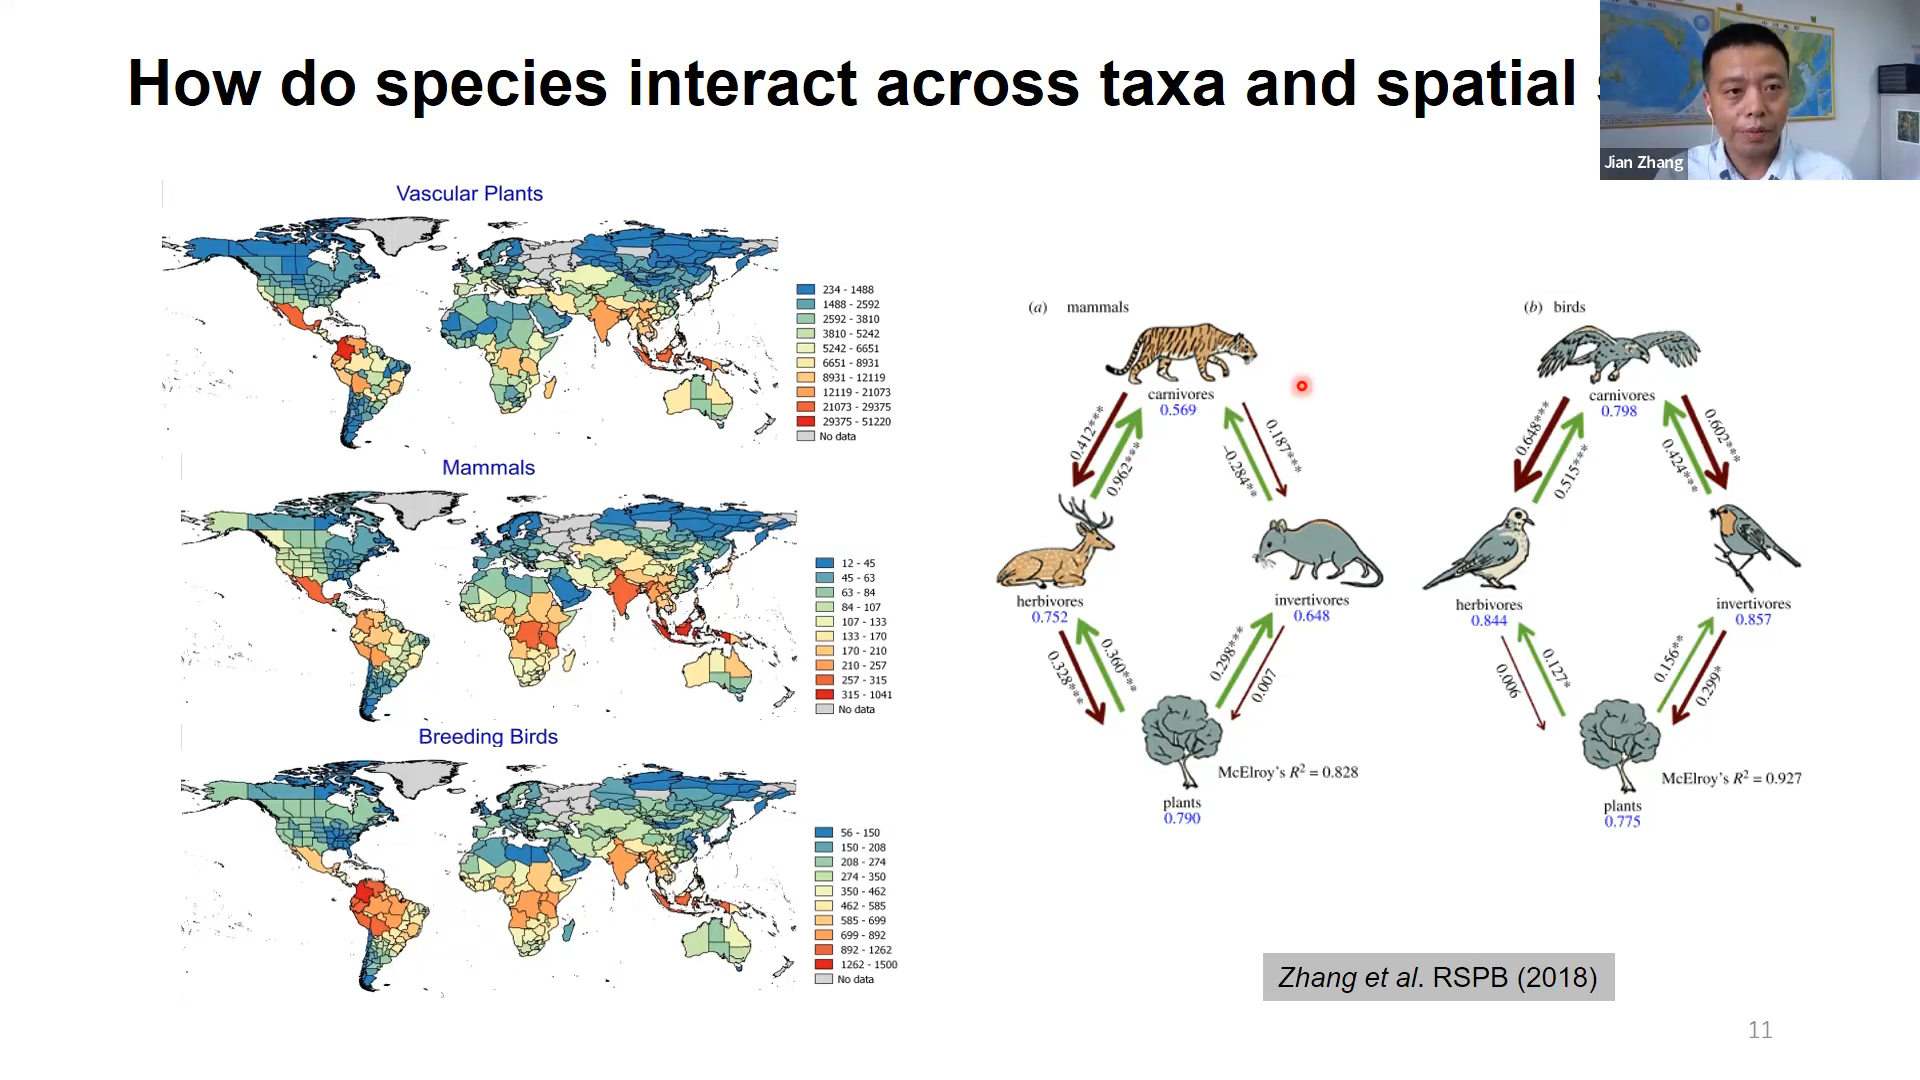 How do species interact across taxa and spatial
Jian Zhang
Vascular Plants
234 - 1488
1488 - 2592
2592 - 3810
3810 - 5242
5242 - 6651
6651 - 8931
8931 - 12119
12119 - 21073
21073 - 29375
29375 - 51220
No data
Mammals
12 - 45
45 - 63
63 - 84
84 - 107
107 - 133
133 - 170
170 - 210
210 - 257
257 - 315
315 - 1041
No data
Breeding Birds
56 - 150
150 - 208
208 - 274
274 - 350
350 - 462
462 - 585
585 - 699
699 - 892
892 - 1262
1262 - 1500
No data
(a) mammals
carnivores
0.569
0.412***
0.962***
-0.284**
0.187***
herbivores
0.752
invertivores
0.648
0.328***
0.360***
0.298***
0.007
McElroy's R² = 0.828
plants
0.790
(b) birds
carnivores
0.798
0.648***
0.515***
0.424***
0.602***
herbivores
0.844
invertivores
0.857
0.006
0.127*
0.156**
0.299*
McElroy's R² = 0.927
plants
0.775
Zhang et al. RSPB (2018)
11